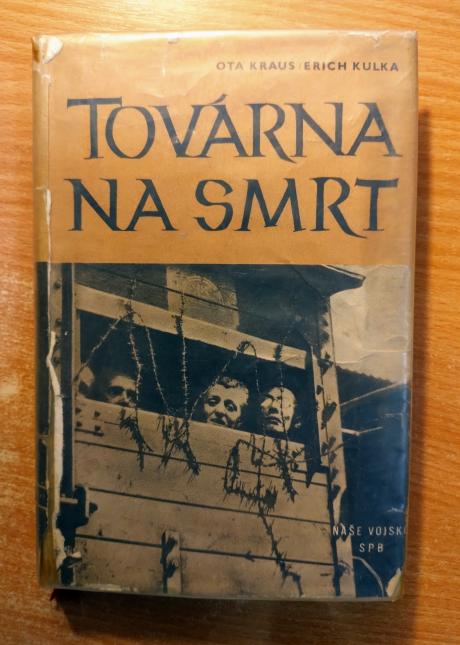 OTA KRAUS/ERICH KULKA
TOVÁRNA
NA SMRT
NAŠE VOJSKO
SPB